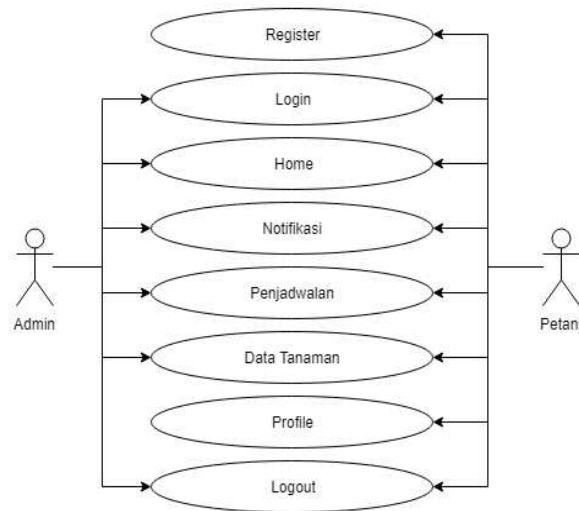 Register
Login
Home
Notifikasi
Penjadwalan
Admin
Petan
Data Tanaman
Profile
Logout